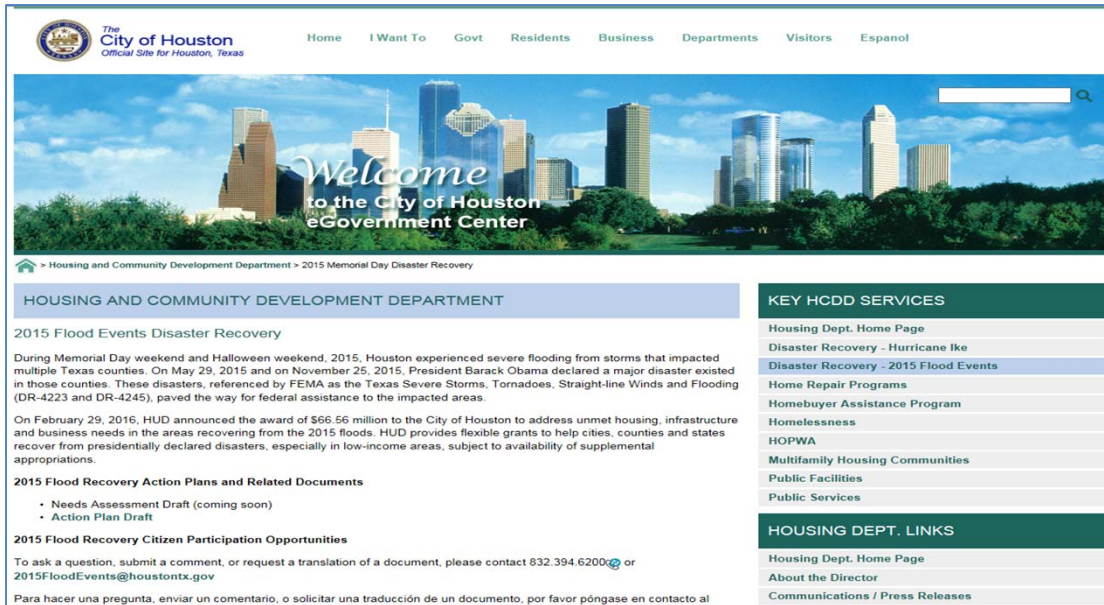 The
City of Houston
Official Site for Houston, Texas
Home I Want To Govt Residents Business Departments Visitors Espanol
Welcome
to the City of Houston
eGovernment Center
> Housing and Community Development Department > 2015 Memorial Day Disaster Recovery
HOUSING AND COMMUNITY DEVELOPMENT DEPARTMENT
2015 Flood Events Disaster Recovery
During Memorial Day weekend and Halloween weekend, 2015, Houston experienced severe flooding from storms that impacted
multiple Texas counties. On May 29, 2015 and on November 25, 2015, President Barack Obama declared a major disaster existed
in those counties. These disasters, referenced by FEMA as the Texas Severe Storms, Tornadoes, Straight-line Winds and Flooding
(DR-4223 and DR-4245), paved the way for federal assistance to the impacted areas.
On February 29, 2016, HUD announced the award of $66.56 million to the City of Houston to address unmet housing, infrastructure
and business needs in the areas recovering from the 2015 floods. HUD provides flexible grants to help cities, counties and states
recover from presidentially declared disasters, especially in low-income areas, subject to availability of supplemental
appropriations.
2015 Flood Recovery Action Plans and Related Documents
• Needs Assessment Draft (coming soon)
• Action Plan Draft
2015 Flood Recovery Citizen Participation Opportunities
To ask a question, submit a comment, or request a translation of a document, please contact 832.394.6200 or
2015FloodEvents@houstontx.gov
Para hacer una pregunta, enviar un comentario, o solicitar una traducción de un documento, por favor póngase en contacto al
KEY HCDD SERVICES
Housing Dept. Home Page
Disaster Recovery - Hurricane Ike
Disaster Recovery - 2015 Flood Events
Home Repair Programs
Homebuyer Assistance Program
Homelessness
HOPWA
Multifamily Housing Communities
Public Facilities
Public Services
HOUSING DEPT. LINKS
Housing Dept. Home Page
About the Director
Communications / Press Releases